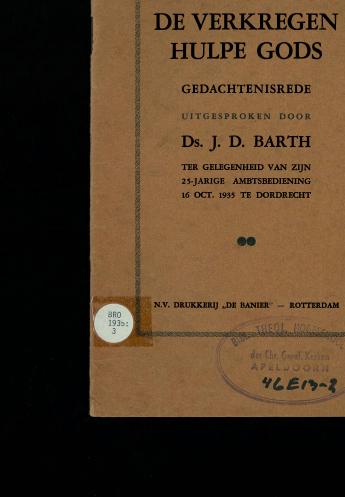 DE VERKREGEN
HULPE GODS
GEDACHTENISREDE
UITGESPROKEN DOOR
Ds. J. D. BARTH
TER GELEGENHEID VAN ZIJN
25-JARIGE AMBTSBEDIENING
16 OCT. 1935 TE DORDRECHT
N.V. DRUKKERIJ „DE BANIER" — ROTTERDAM
BRO
193b:
3
THEOL.
der Chr. Geref. Kerken
APELDOORN
46E13-2